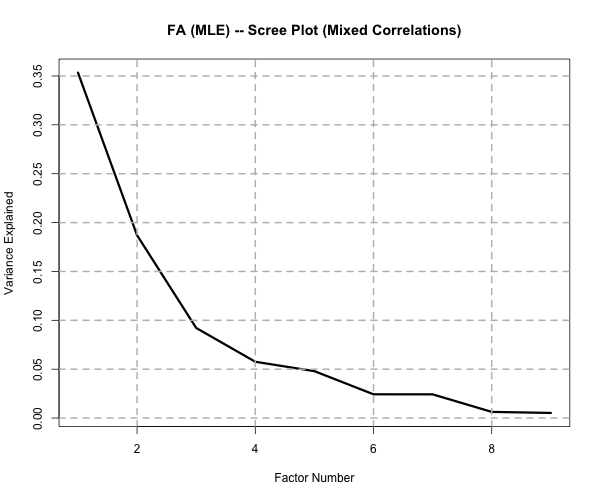 FA (MLE) -- Scree Plot (Mixed Correlations)
Variance Explained
0.35
0.30
0.25
0.20
0.15
0.10
0.05
0.00
2 4 6 8
Factor Number